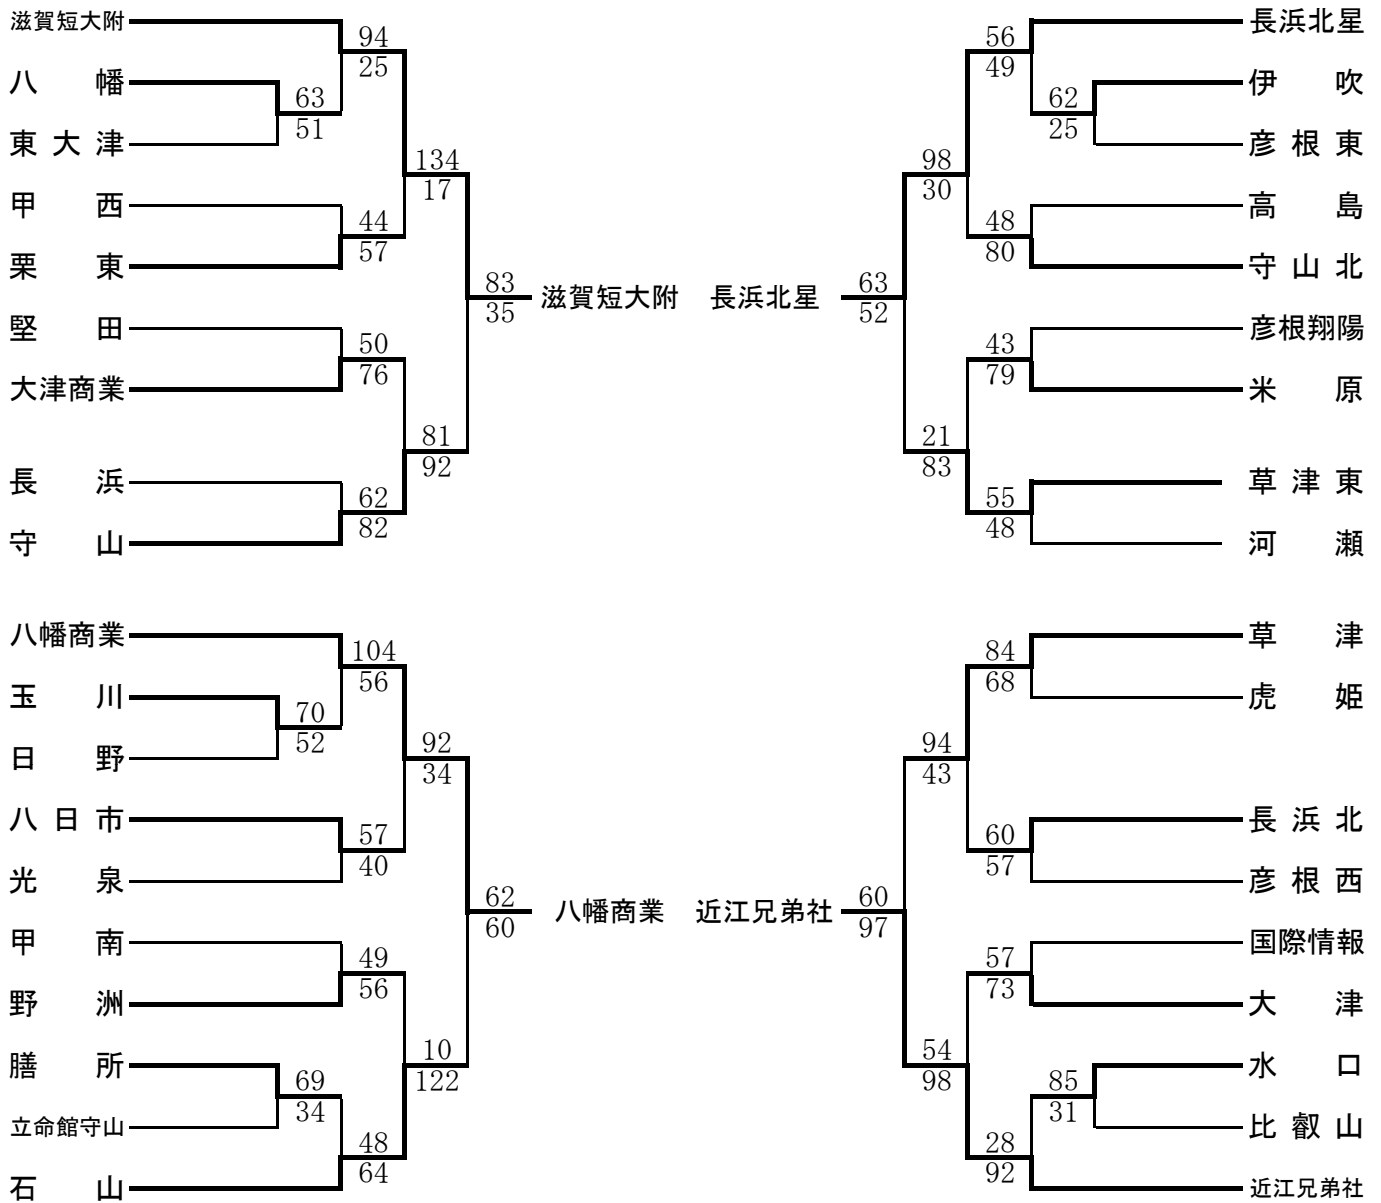 滋賀短大附 94 56 長浜北星
25 49
八幡 63 62 伊吹
51 25
東大津 134 98 彦根東
17 30
甲西 44 48 高島
57 80
栗東 守山北
83 滋賀短大附 長浜北星 63
35 52
堅田 50 43 彦根翔陽
76 79
大津商業 米原
81 21
92 83
長浜 62 55 草津東
82 48
守山 河瀬
八幡商業 104 84 草津
56 68
玉川 70 虎姫
52
日野 92 94
34 43
八日市 57 60 長浜北
40 57
光泉 彦根西
62 八幡商業 近江兄弟社 60
60 97
甲南 49 57 国際情報
56 73
野洲 大津
10 54
122 98
膳所 69 85 水口
34 31
立命館守山 比叡山
48 28
64 92
石山 近江兄弟社